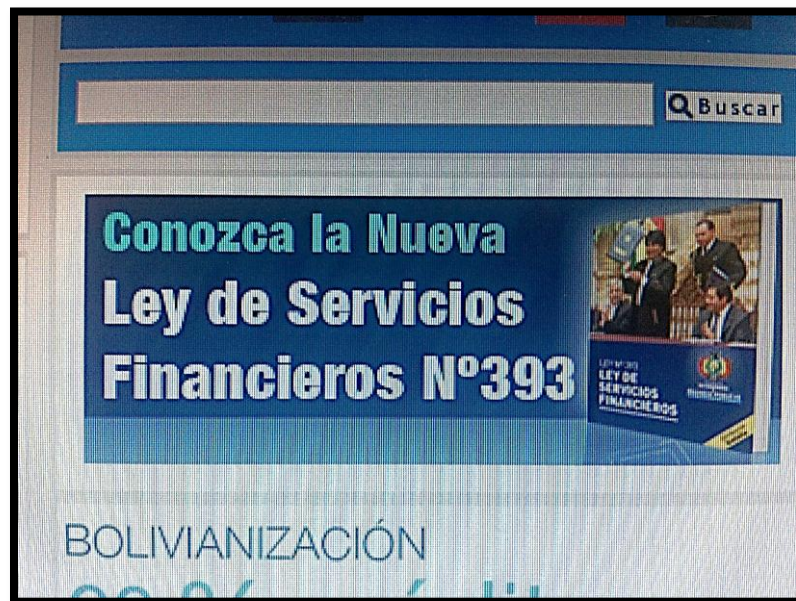 Buscar
Conozca la Nueva
Ley de Servicios
Financieros Nº393
LEY Nº 393
LEY DE
SERVICIOS
FINANCIEROS
BOLIVIANIZACIÓN